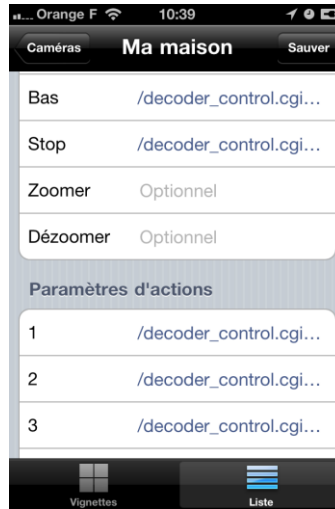 ... Orange F 10:39
Caméras Ma maison Sauver
Bas /decoder_control.cgi...
Stop /decoder_control.cgi...
Zoomer Optionnel
Dézoomer Optionnel
Paramètres d'actions
1 /decoder_control.cgi...
2 /decoder_control.cgi...
3 /decoder_control.cgi...
Vignettes Liste